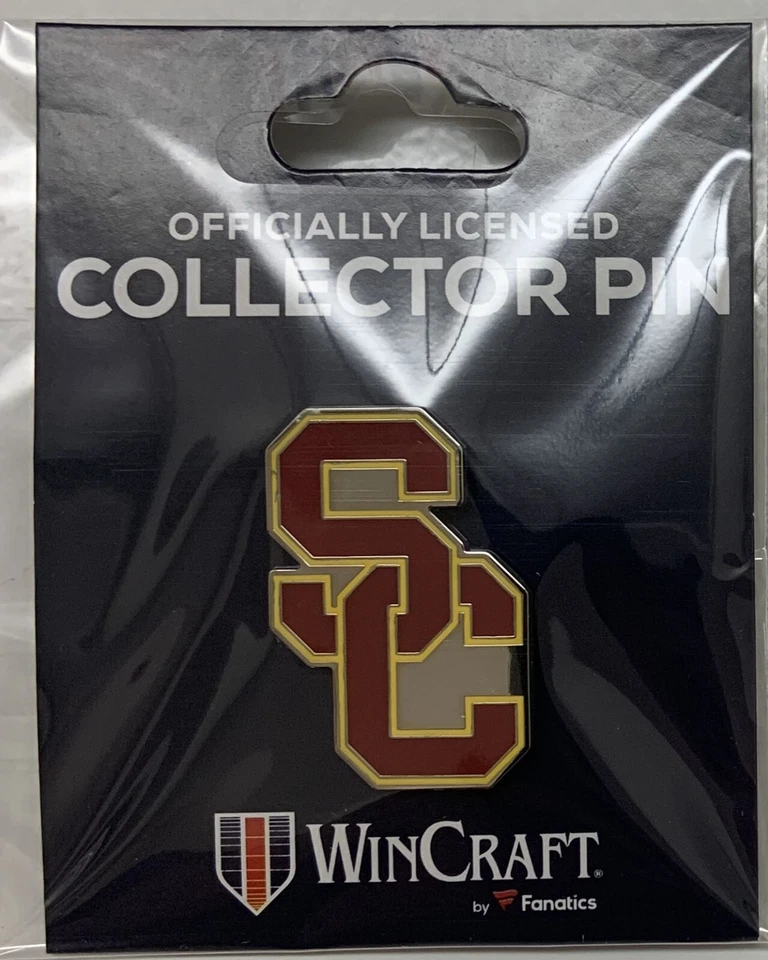 OFFICIALLY LICENSED
COLLECTOR PIN
SC
WINCRAFT®
by Fanatics